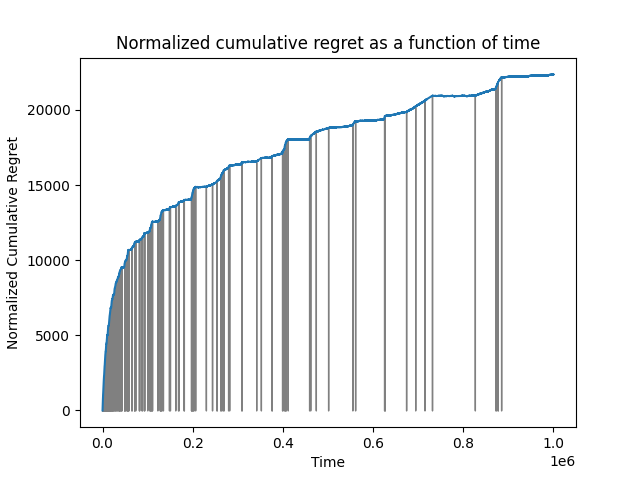 Normalized cumulative regret as a function of time
Normalized Cumulative Regret
20000
15000
10000
5000
0
0.0 0.2 0.4 0.6 0.8 1.0
1e6
Time